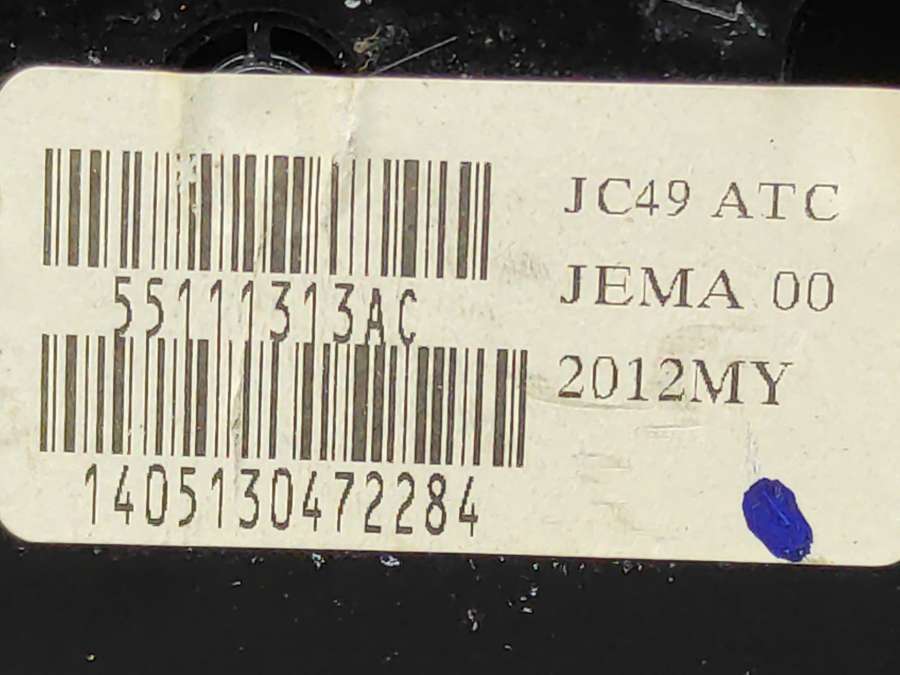 55111313AC
1405130472284
JC49 ATC
JEMA 00
2012MY